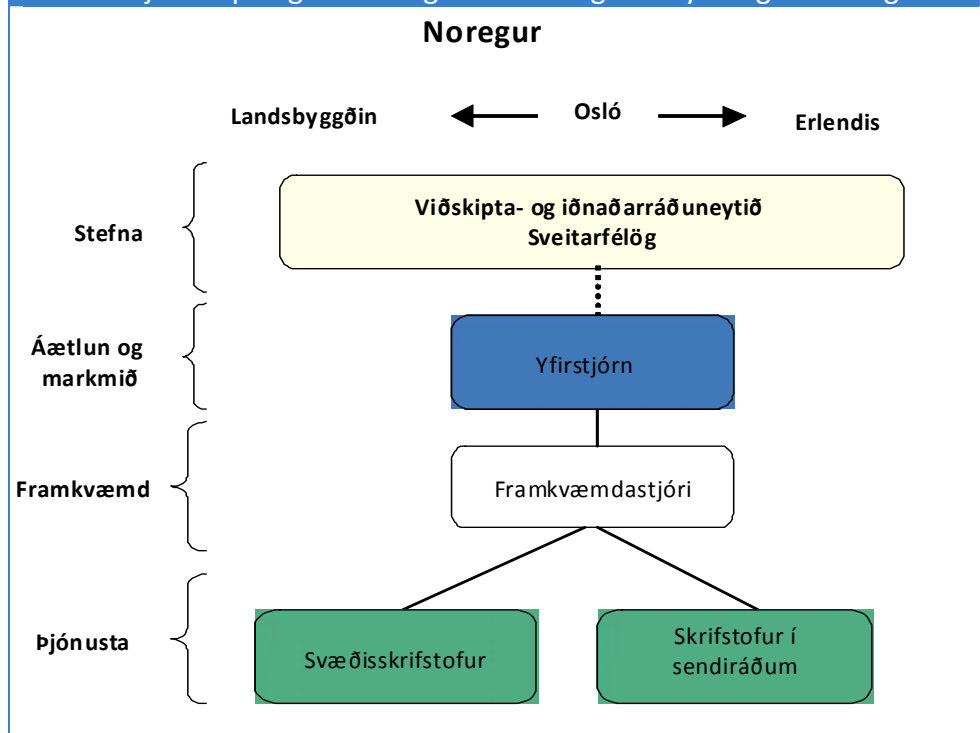 Noregur
Landsbyggðin
Osló
Erlendis
Stefna
Viðskipta- og iðnaðarráðuneytið
Sveitarfélög
Áætlun og
markmið
Yfirstjórn
Framkvæmd
Framkvæmdastjóri
Þjónusta
Svæðisskrifstofur
Skrifstofur í
sendiráðum